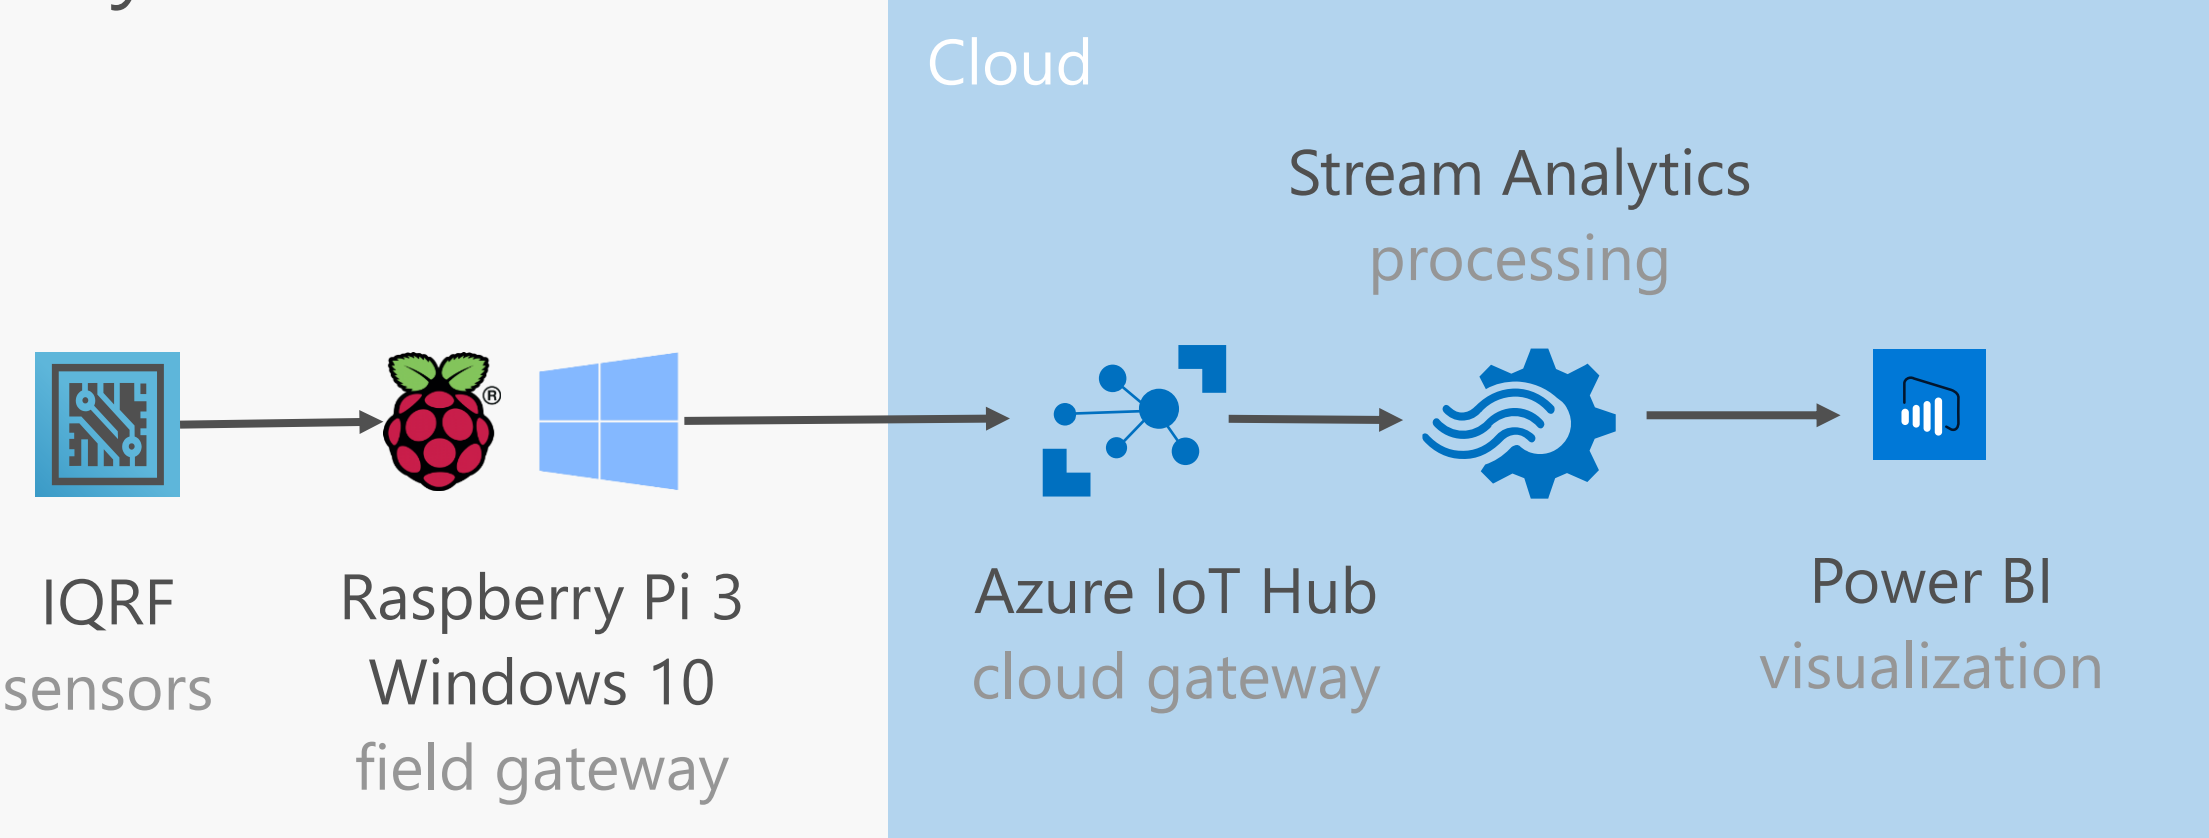 Cloud
Stream Analytics
processing
®
IQRF
sensors
Raspberry Pi 3
Windows 10
field gateway
Azure IoT Hub
cloud gateway
Power BI
visualization